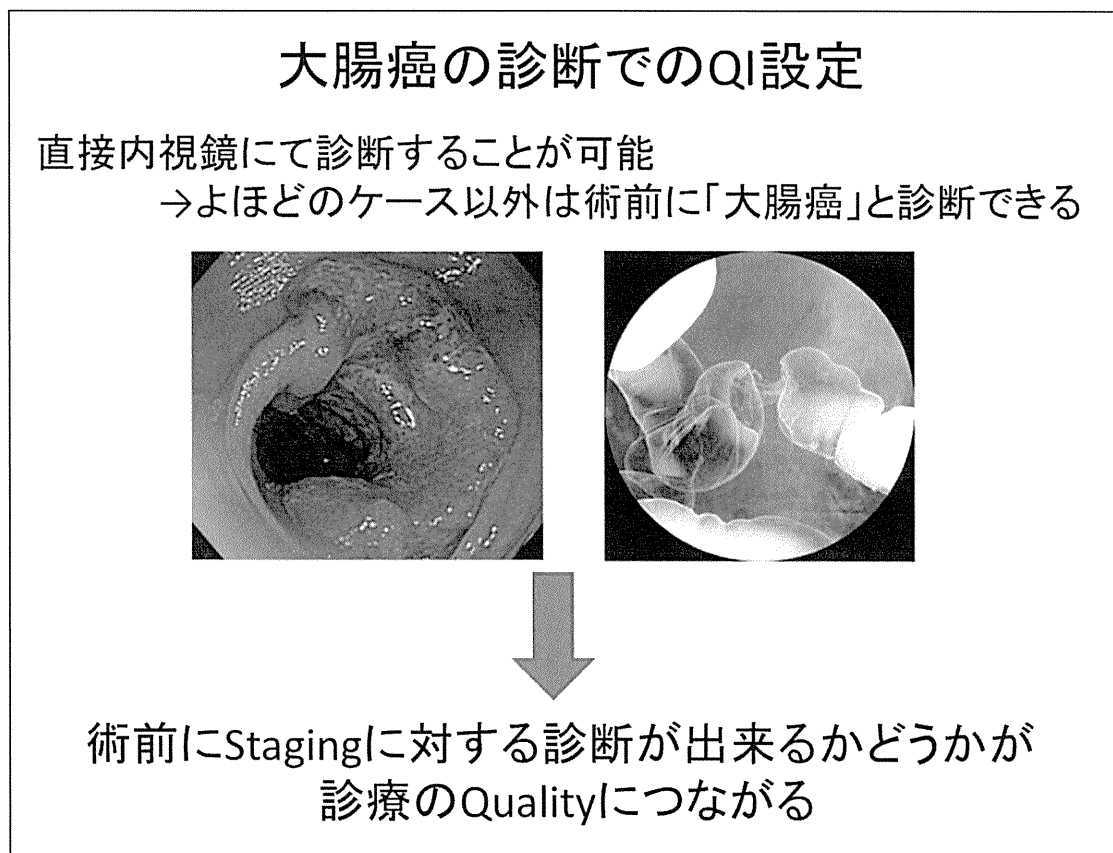 大腸癌の診断でのQI設定
直接内視鏡にて診断することが可能
→よほどのケース以外は術前に「大腸癌」と診断できる
術前にStagingに対する診断が出来るかどうかが
診療のQualityにつながる